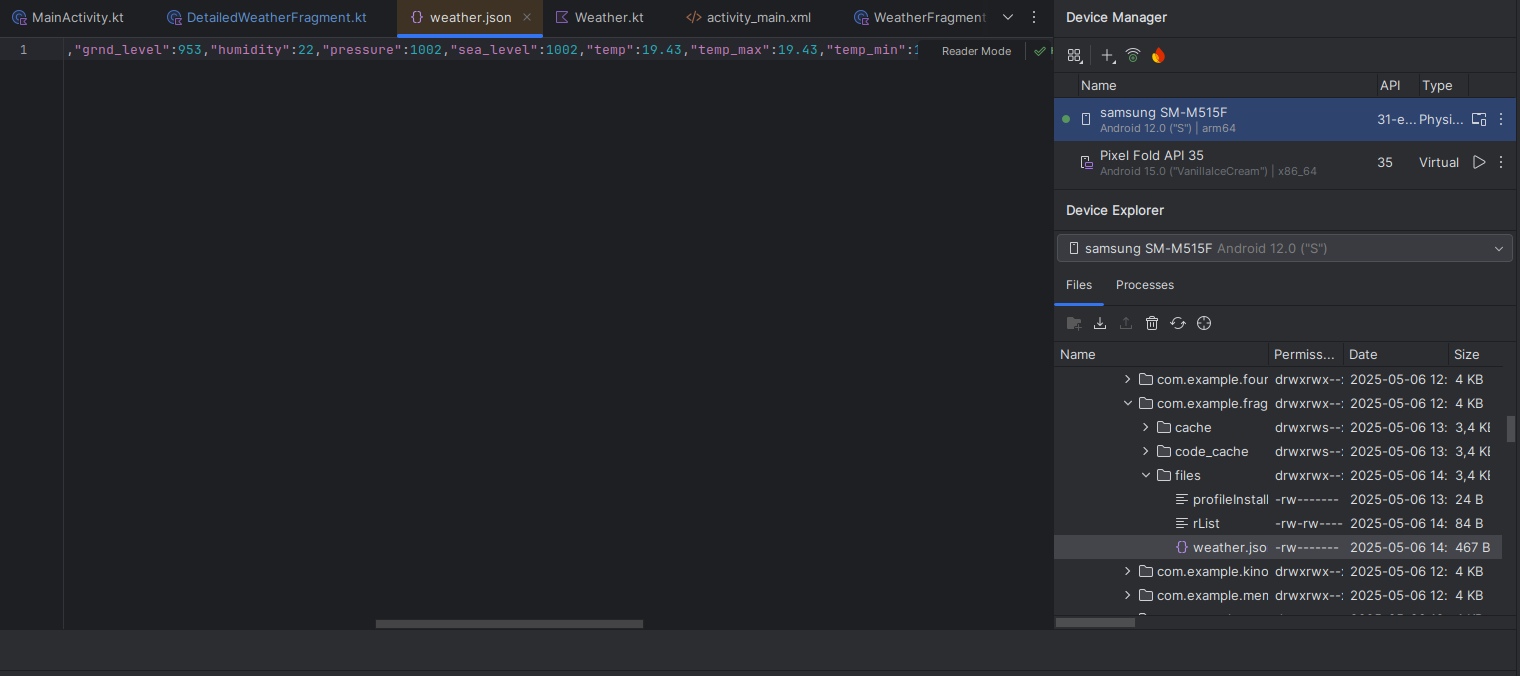 MainActivity.kt DetailedWeatherFragment.kt weather.json Weather.kt activity_main.xml WeatherFragment
1 ,"grnd_level":953,"humidity":22,"pressure":1002,"sea_level":1002,"temp":19.43,"temp_max":19.43,"temp_min":1
Reader Mode
Device Manager
Name API Type
samsung SM-M515F 31-e... Physi...
Android 12.0 ("S") | arm64
Pixel Fold API 35 35 Virtual
Android 15.0 ("VanillaIceCream") | x86_64
Device Explorer
samsung SM-M515F Android 12.0 ("S")
Files Processes
Name Permiss... Date Size
com.example.four drwxrwx--x 2025-05-06 12: 4 KB
com.example.frag drwxrwx--x 2025-05-06 12: 4 KB
cache drwxrws--x 2025-05-06 13: 3,4 KB
code_cache drwxrws--x 2025-05-06 13: 3,4 KB
files drwxrwx--x 2025-05-06 14: 3,4 KB
profileInstall -rw------- 2025-05-06 13: 24 B
rList -rw-rw---- 2025-05-06 14: 84 B
weather.jso -rw------- 2025-05-06 14: 467 B
com.example.kino drwxrwx--x 2025-05-06 12: 4 KB
com.example.men drwxrwx--x 2025-05-06 12: 4 KB